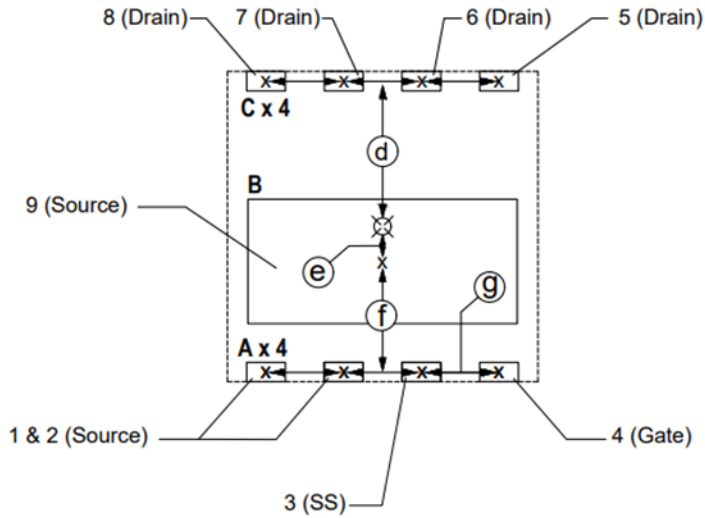 8 (Drain)
7 (Drain)
6 (Drain)
5 (Drain)
x x x x
C x 4
d
B
9 (Source)
e
x
g
f
A x 4
x x x x
1 & 2 (Source)
4 (Gate)
3 (SS)